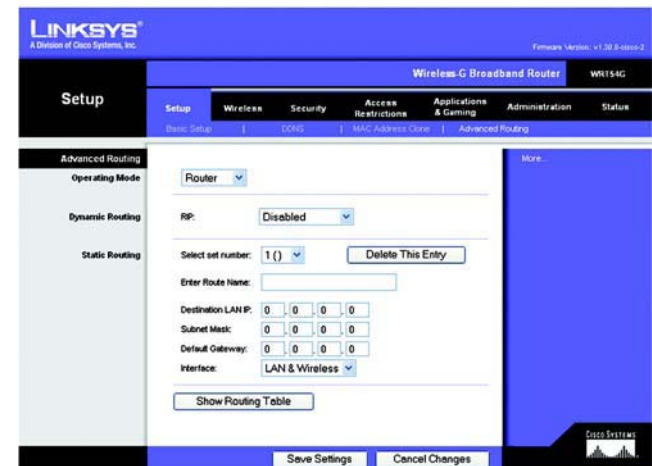 LINKSYS®
A Division of Cisco Systems, Inc.
Firmware Version: v1.50.0-cisco-2
Wireless-G Broadband Router WRT54G
Setup
Setup Wireless Security Access Restrictions Applications & Gaming Administration Status
Basic Setup | DDNS | MAC Address Clone | Advanced Routing
Advanced Routing
More...
Operating Mode Router
Dynamic Routing RIP: Disabled
Static Routing Select set number: 1 () Delete This Entry
Enter Route Name:
Destination LAN IP: 0 . 0 . 0 . 0
Subnet Mask: 0 . 0 . 0 . 0
Default Gateway: 0 . 0 . 0 . 0
Interface: LAN & Wireless
Show Routing Table
Save Settings Cancel Changes
CISCO SYSTEMS